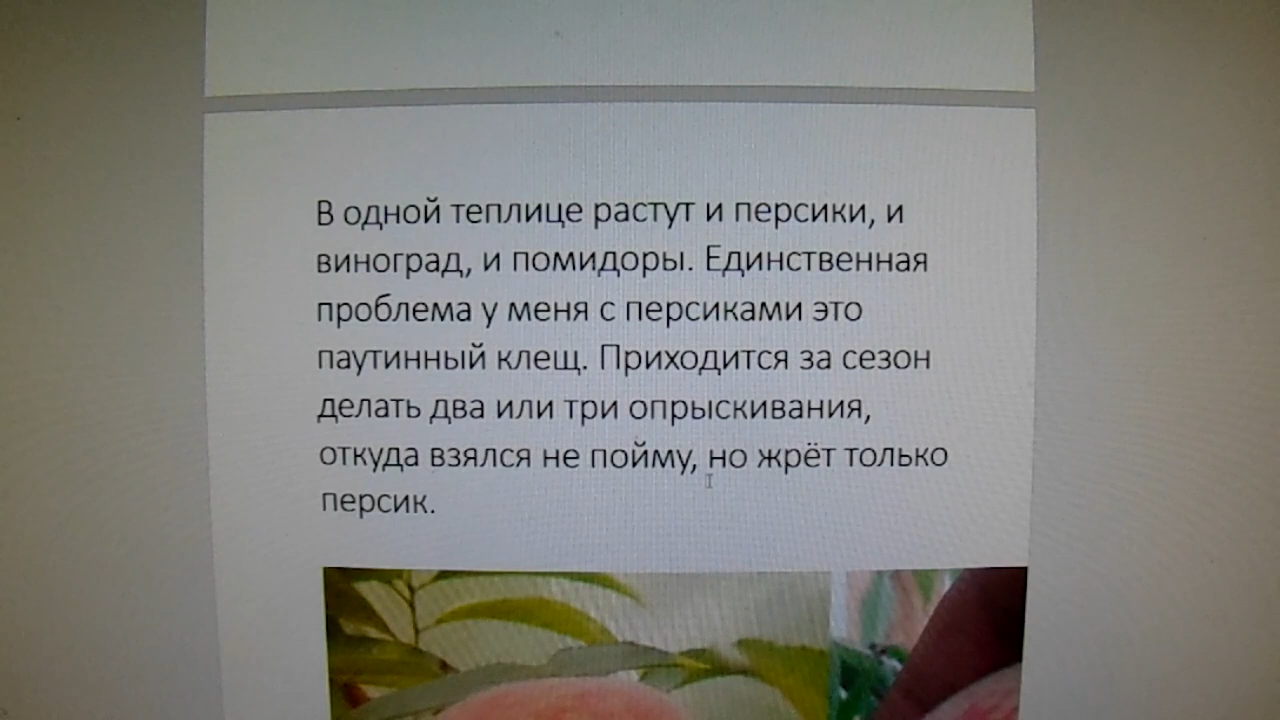 В одной теплице растут и персики, и
виноград, и помидоры. Единственная
проблема у меня с персиками это
паутинный клещ. Приходится за сезон
делать два или три опрыскивания,
откуда взялся не пойму, но жрёт только
персик.